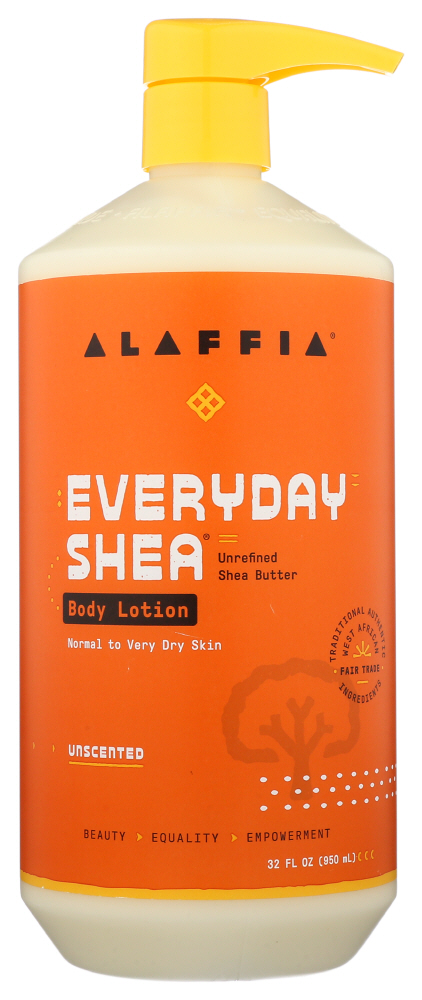 ALAFFIA®
EVERYDAY
SHEA®
Unrefined
Shea Butter
Body Lotion
Normal to Very Dry Skin
TRADITIONAL AUTHENTIC
WEST AFRICAN
FAIR TRADE
INGREDIENTS
UNSCENTED
BEAUTY > EQUALITY > EMPOWERMENT
32 FL OZ (950 mL)